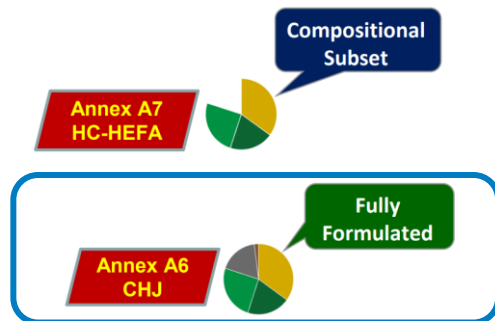 Compositional
Subset
Annex A7
HC-HEFA
Fully
Formulated
Annex A6
CHJ